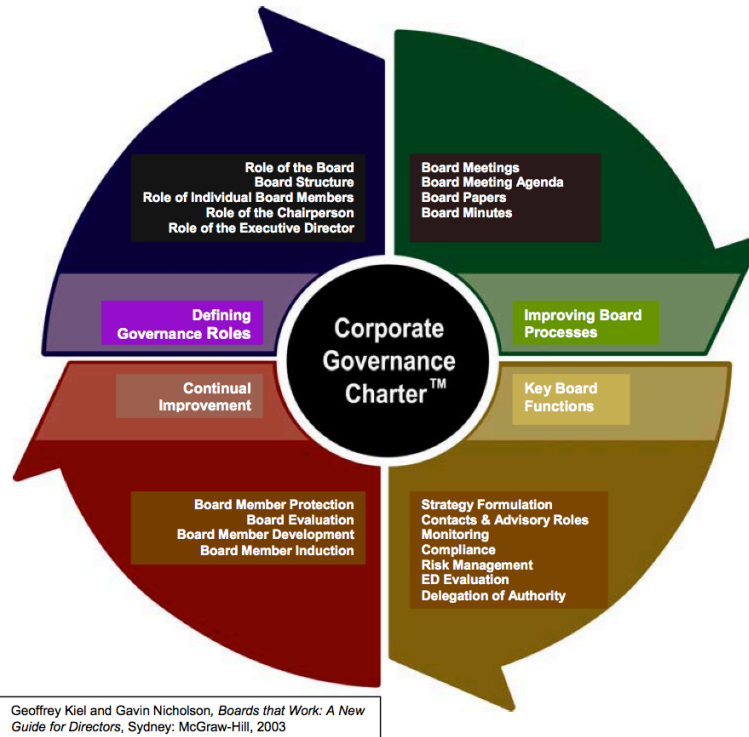 Role of the Board
Board Structure
Role of Individual Board Members
Role of the Chairperson
Role of the Executive Director
Board Meetings
Board Meeting Agenda
Board Papers
Board Minutes
Defining
Governance Roles
Corporate
Governance
Charter™
Improving Board
Processes
Continual
Improvement
Key Board
Functions
Board Member Protection
Board Evaluation
Board Member Development
Board Member Induction
Strategy Formulation
Contacts & Advisory Roles
Monitoring
Compliance
Risk Management
ED Evaluation
Delegation of Authority
Geoffrey Kiel and Gavin Nicholson, Boards that Work: A New
Guide for Directors, Sydney: McGraw-Hill, 2003